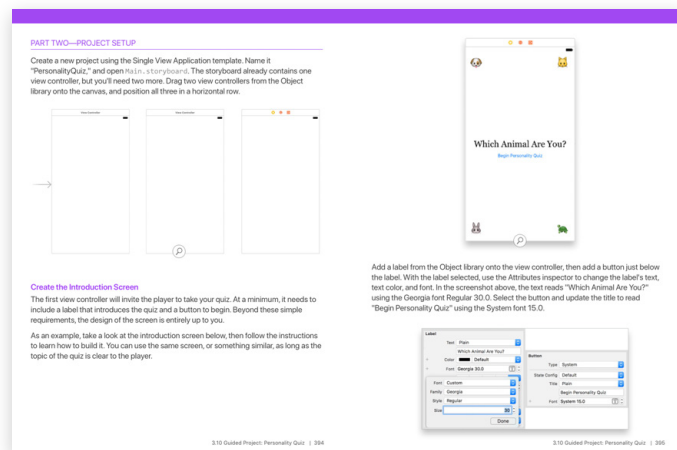 PART TWO—PROJECT SETUP
Create a new project using the Single View Application template. Name it
"PersonalityQuiz," and open Main.storyboard. The storyboard already contains one
view controller, but you'll need two more. Drag two view controllers from the Object
library onto the canvas, and position all three in a horizontal row.
View Controller
View Controller
Create the Introduction Screen
The first view controller will invite the player to take your quiz. At a minimum, it needs to
include a label that introduces the quiz and a button to begin. Beyond these simple
requirements, the design of the screen is entirely up to you.
As an example, take a look at the introduction screen below, then follow the instructions
to learn how to build it. You can use the same screen, or something similar, as long as the
topic of the quiz is clear to the player.
3.10 Guided Project: Personality Quiz | 394
Which Animal Are You?
Begin Personality Quiz
Add a label from the Object library onto the view controller, then add a button just below
the label. With the label selected, use the Attributes inspector to change the label's text,
text color, and font. In the screenshot above, the text reads "Which Animal Are You?"
using the Georgia font Regular 30.0. Select the button and update the title to read
"Begin Personality Quiz" using the System font 15.0.
Label
Text Plain
Which Animal Are You?
Color Default
Font Georgia 30.0
Font Custom
Family Georgia
Style Regular
Size 30
Done
Button
Type System
State Config Default
Title Plain
Begin Personality Quiz
Font System 15.0
3.10 Guided Project: Personality Quiz | 395